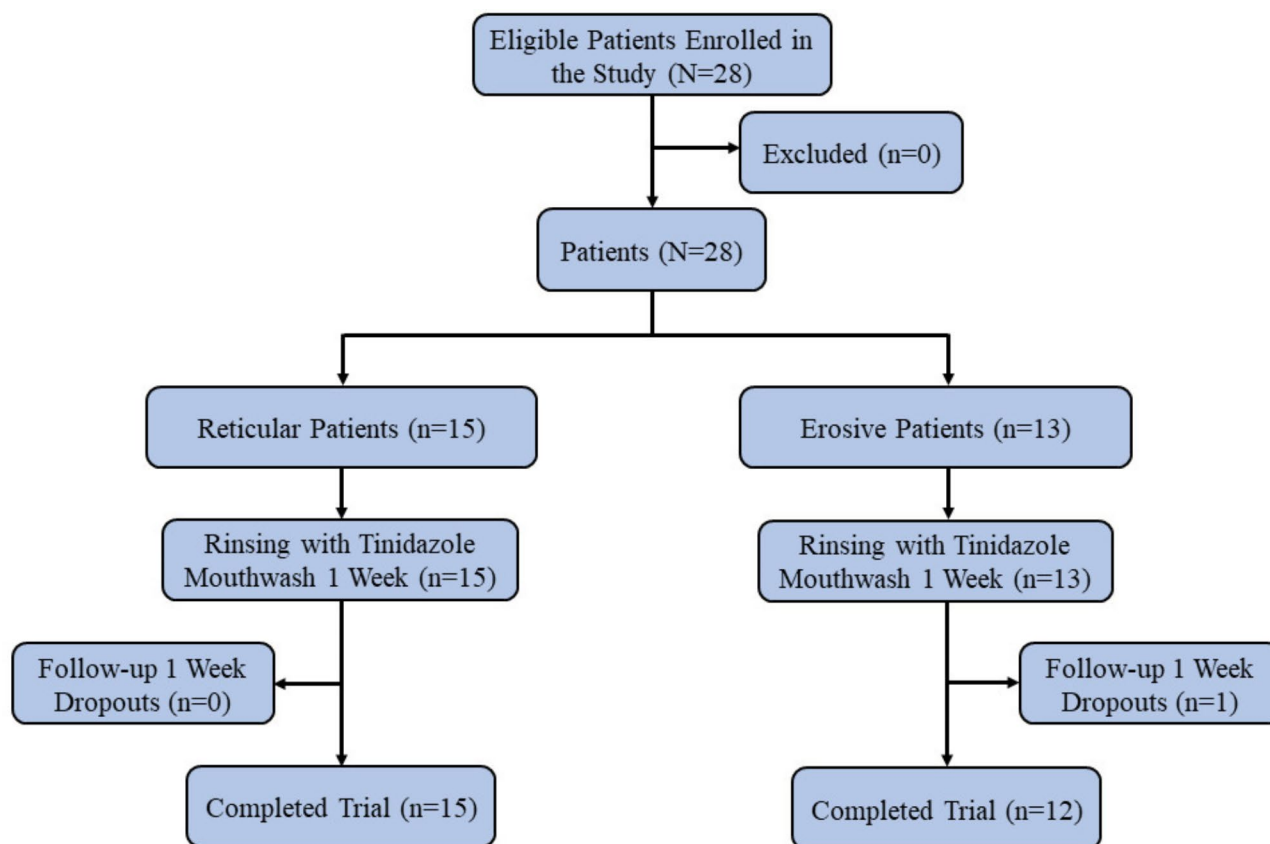 Eligible Patients Enrolled in
the Study (N=28)
Excluded (n=0)
Patients (N=28)
Reticular Patients (n=15)
Erosive Patients (n=13)
Rinsing with Tinidazole
Mouthwash 1 Week (n=15)
Rinsing with Tinidazole
Mouthwash 1 Week (n=13)
Follow-up 1 Week
Dropouts (n=0)
Follow-up 1 Week
Dropouts (n=1)
Completed Trial (n=15)
Completed Trial (n=12)